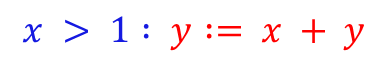 x > 1 : y := x + y